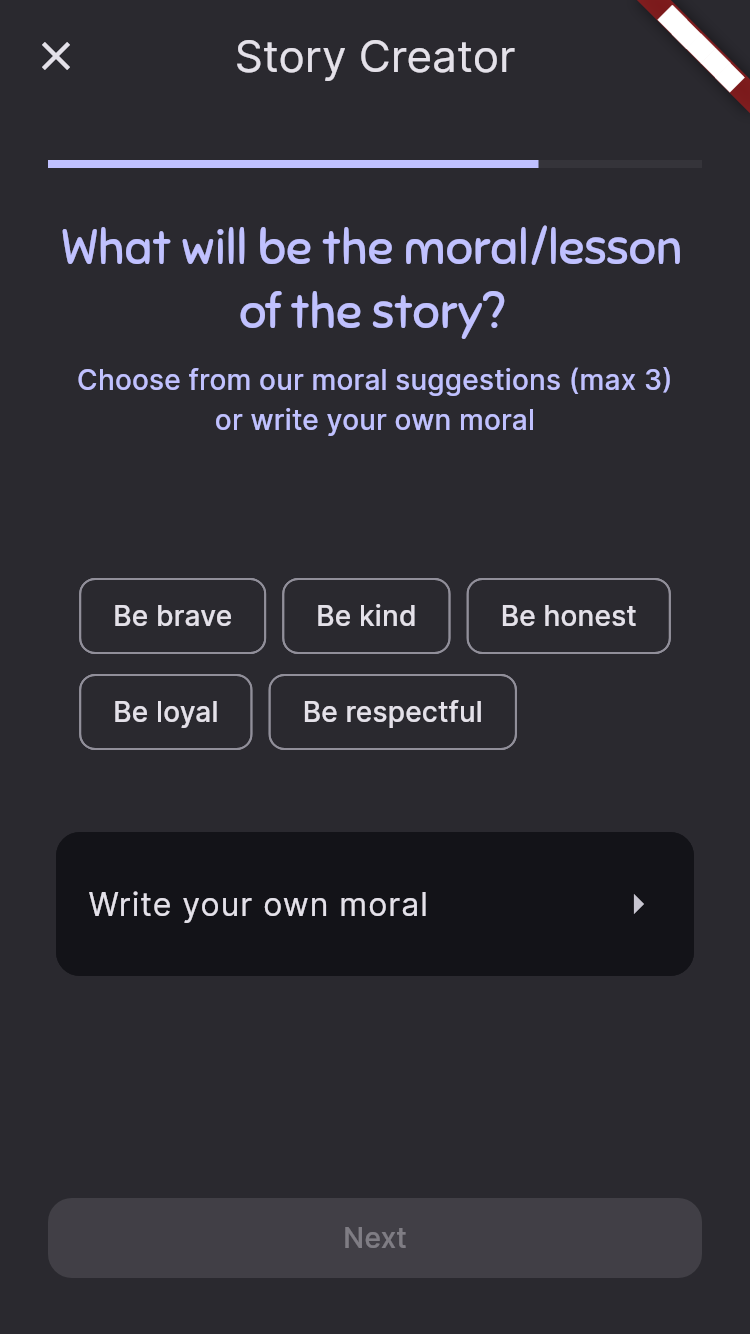 Story Creator
What will be the moral/lesson
of the story?
Choose from our moral suggestions (max 3)
or write your own moral
Be brave
Be kind
Be honest
Be loyal
Be respectful
Write your own moral
Next